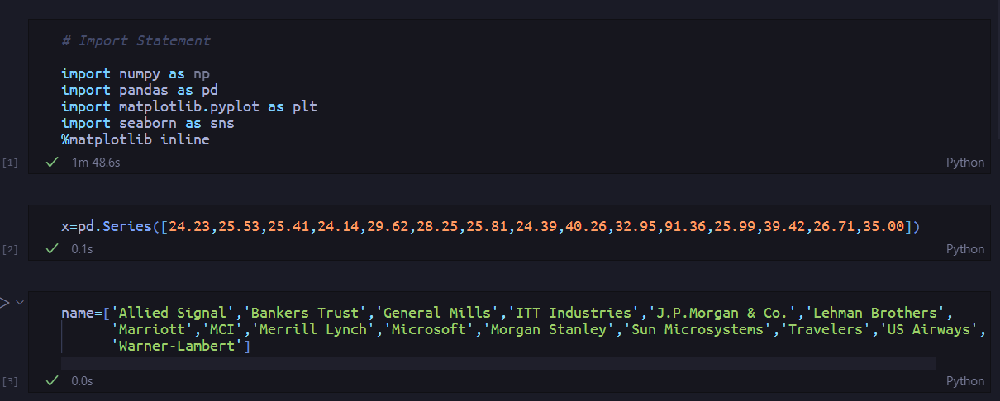 # Import Statement
import numpy as np
import pandas as pd
import matplotlib.pyplot as plt
import seaborn as sns
%matplotlib inline
[1]
1m 48.6s
Python
x=pd.Series([24.23,25.53,25.41,24.14,29.62,28.25,25.81,24.39,40.26,32.95,91.36,25.99,39.42,26.71,35.00])
[2]
0.1s
Python
name=['Allied Signal','Bankers Trust','General Mills','ITT Industries','J.P.Morgan & Co.','Lehman Brothers',
'Marriott','MCI','Merrill Lynch','Microsoft','Morgan Stanley','Sun Microsystems','Travelers','US Airways',
'Warner-Lambert']
[3]
0.0s
Python